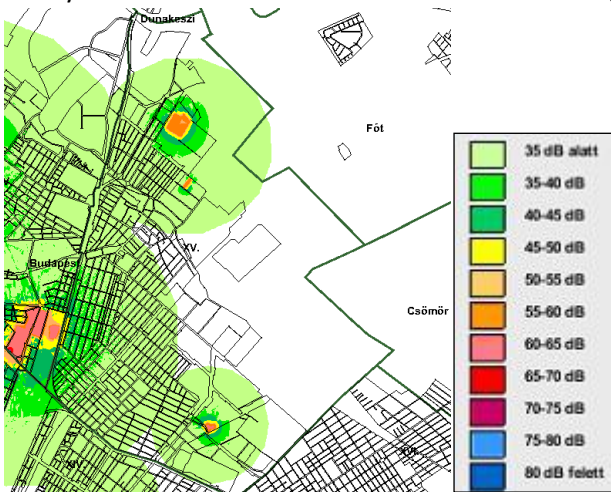 Dunakeszi
Fót
XV.
Budapest
Csömör
XIV.
XVI.
35 dB alatt
35-40 dB
40-45 dB
45-50 dB
50-55 dB
55-60 dB
60-65 dB
65-70 dB
70-75 dB
75-80 dB
80 dB felett